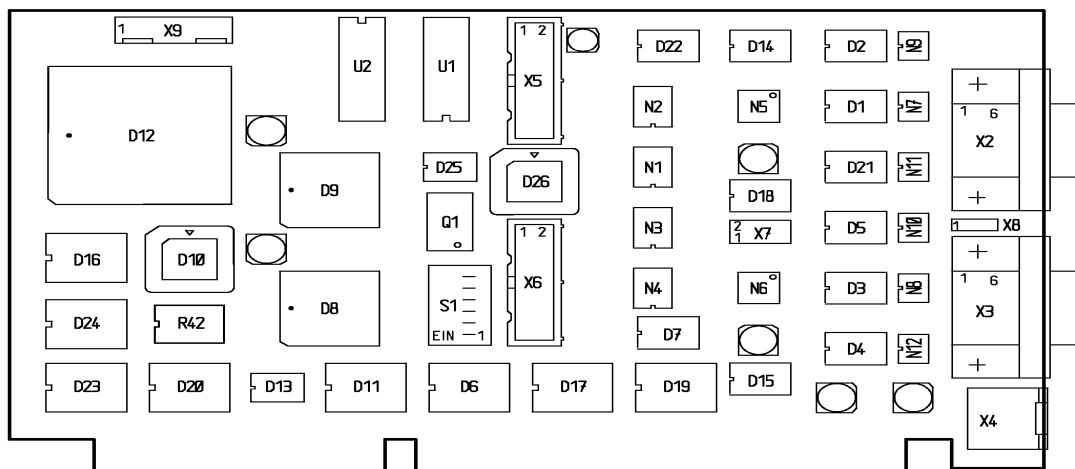 1 X9
U2
U1
1 2
X5
D22
D14
D2
N9
D12
N2
N5
D1
N7
1 6
X2
D9
D25
D26
N1
D18
D21
N11
Q1
N3
2
1 X7
D5
N10
1 X8
D16
D10
1 2
X6
N4
N6
D3
N8
1 6
X3
D24
R42
D8
S1
EIN 1
D7
D4
N12
D23
D20
D13
D11
D6
D17
D19
D15
X4